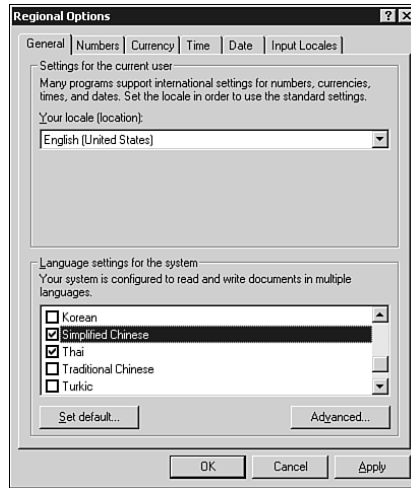 Regional Options
General Numbers Currency Time Date Input Locales
Settings for the current user
Many programs support international settings for numbers, currencies,
times, and dates. Set the locale in order to use the standard settings.
Your locale (location):
English (United States)
Language settings for the system
Your system is configured to read and write documents in multiple
languages.
Korean
Simplified Chinese
Thai
Traditional Chinese
Turkic
Set default... Advanced...
OK Cancel Apply